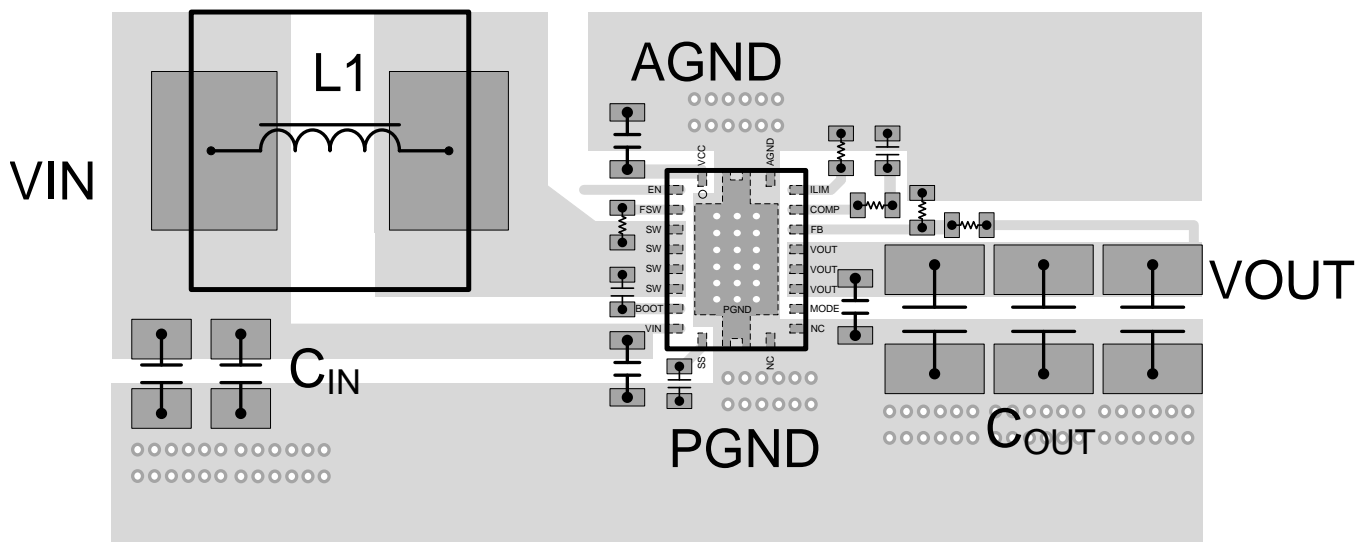 L1
AGND
VIN
VCC
AGND
EN
FSW
SW
SW
SW
SW
BOOT
VIN
ILIM
COMP
FB
VOUT
VOUT
VOUT
MODE
NC
PGND
SS
NC
VOUT
CIN
COUT
PGND